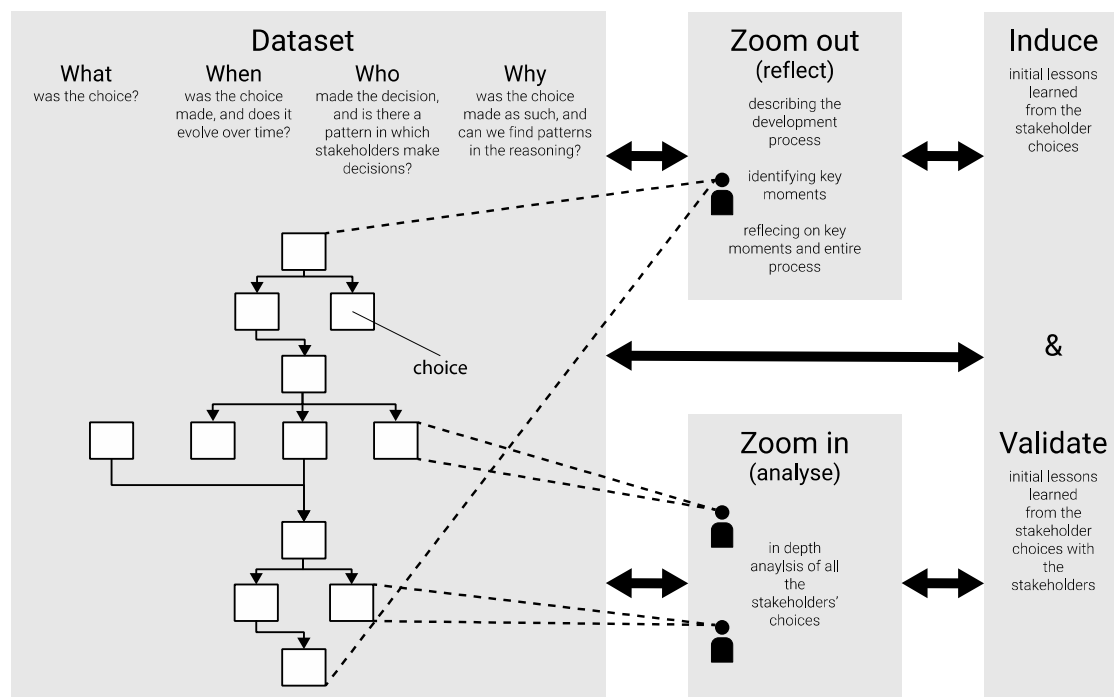 Dataset
What
was the choice?
When
was the choice
made, and does it
evolve over time?
Who
made the decision,
and is there a
pattern in which
stakeholders make
decisions?
Why
was the choice
made as such, and
can we find patterns
in the reasoning?
choice
Zoom out
(reflect)
describing the
development
process
identifying key
moments
reflecing on key
moments and entire
process
Zoom in
(analyse)
in depth
anaylsis of all
the
stakeholders'
choices
Induce
initial lessons
learned
from the
stakeholder
choices
&
Validate
initial lessons
learned
from the
stakeholder
choices with
the
stakeholders